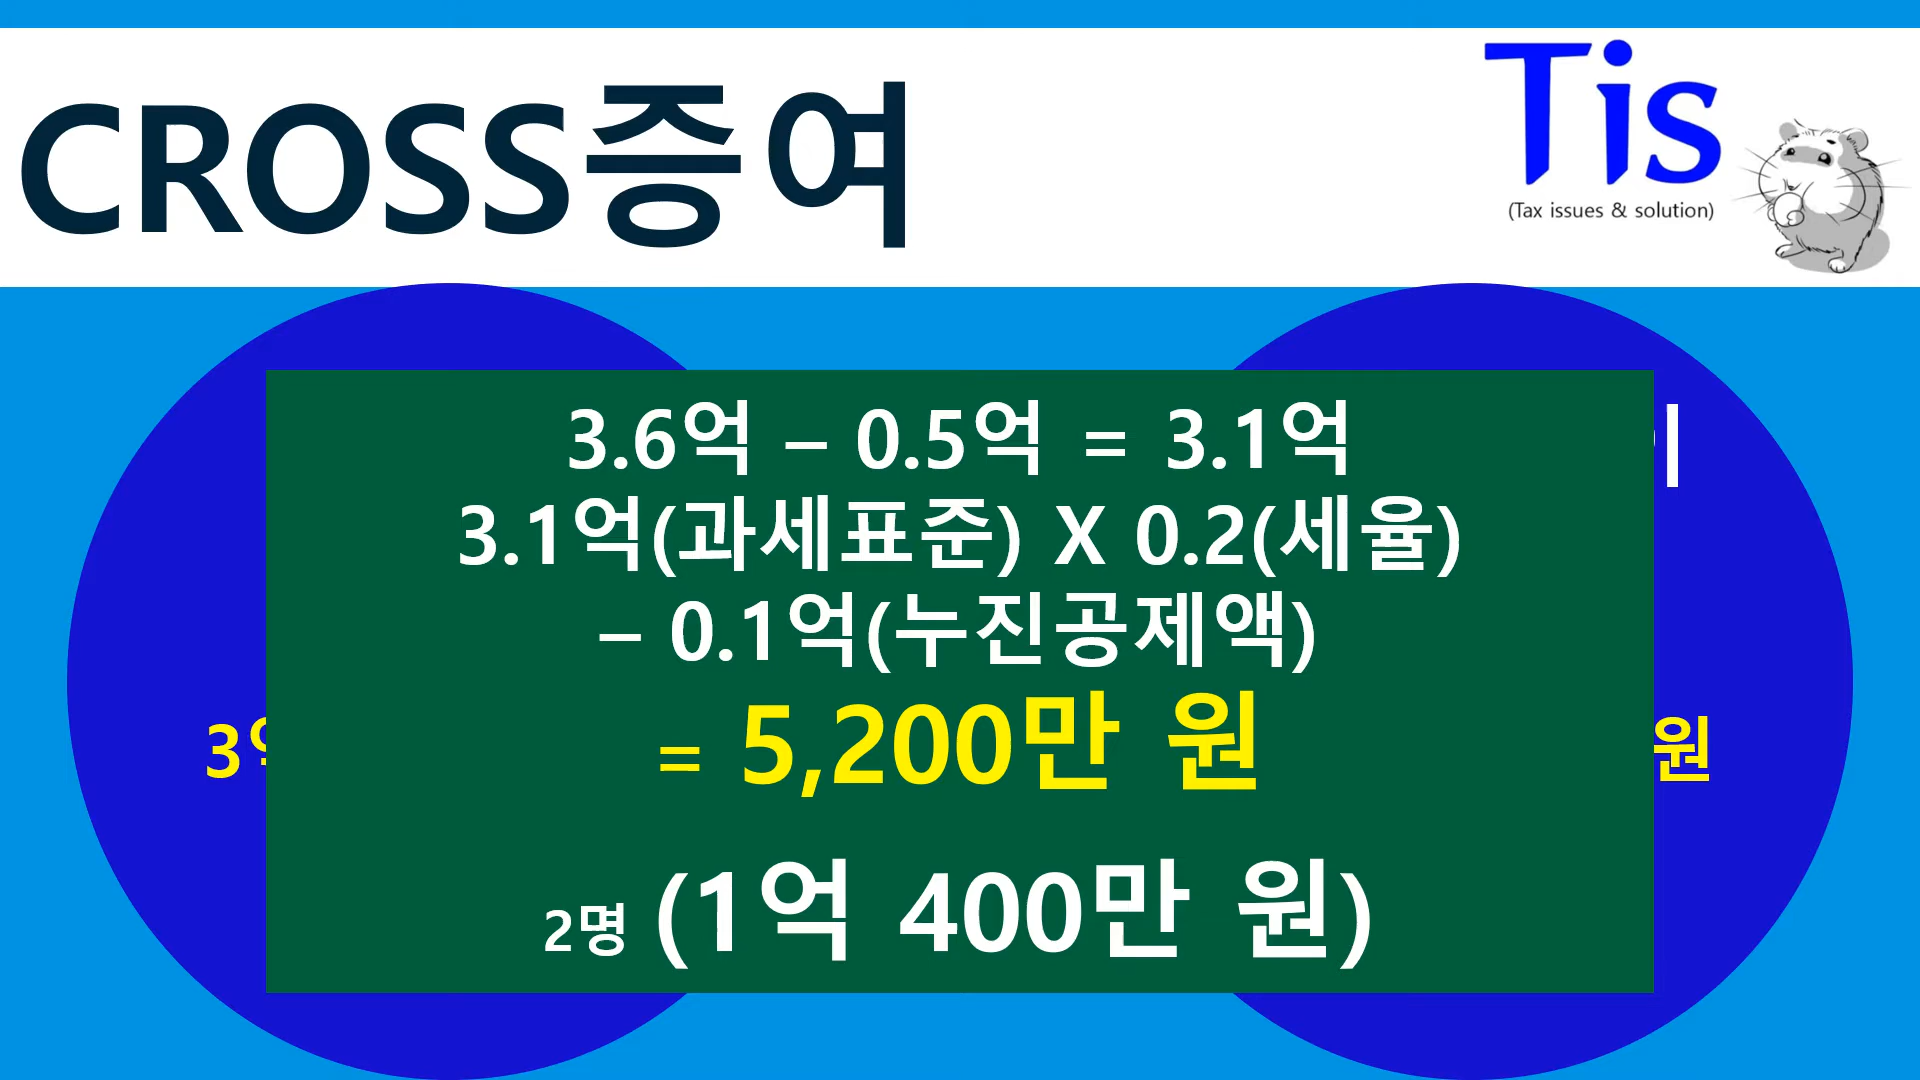 CROSS증여
Tis
(Tax issues & solution)
3.6억 – 0.5억 = 3.1억
3.1억(과세표준) X 0.2(세율)
– 0.1억(누진공제액)
= 5,200만 원
2명 (1억 400만 원)
원